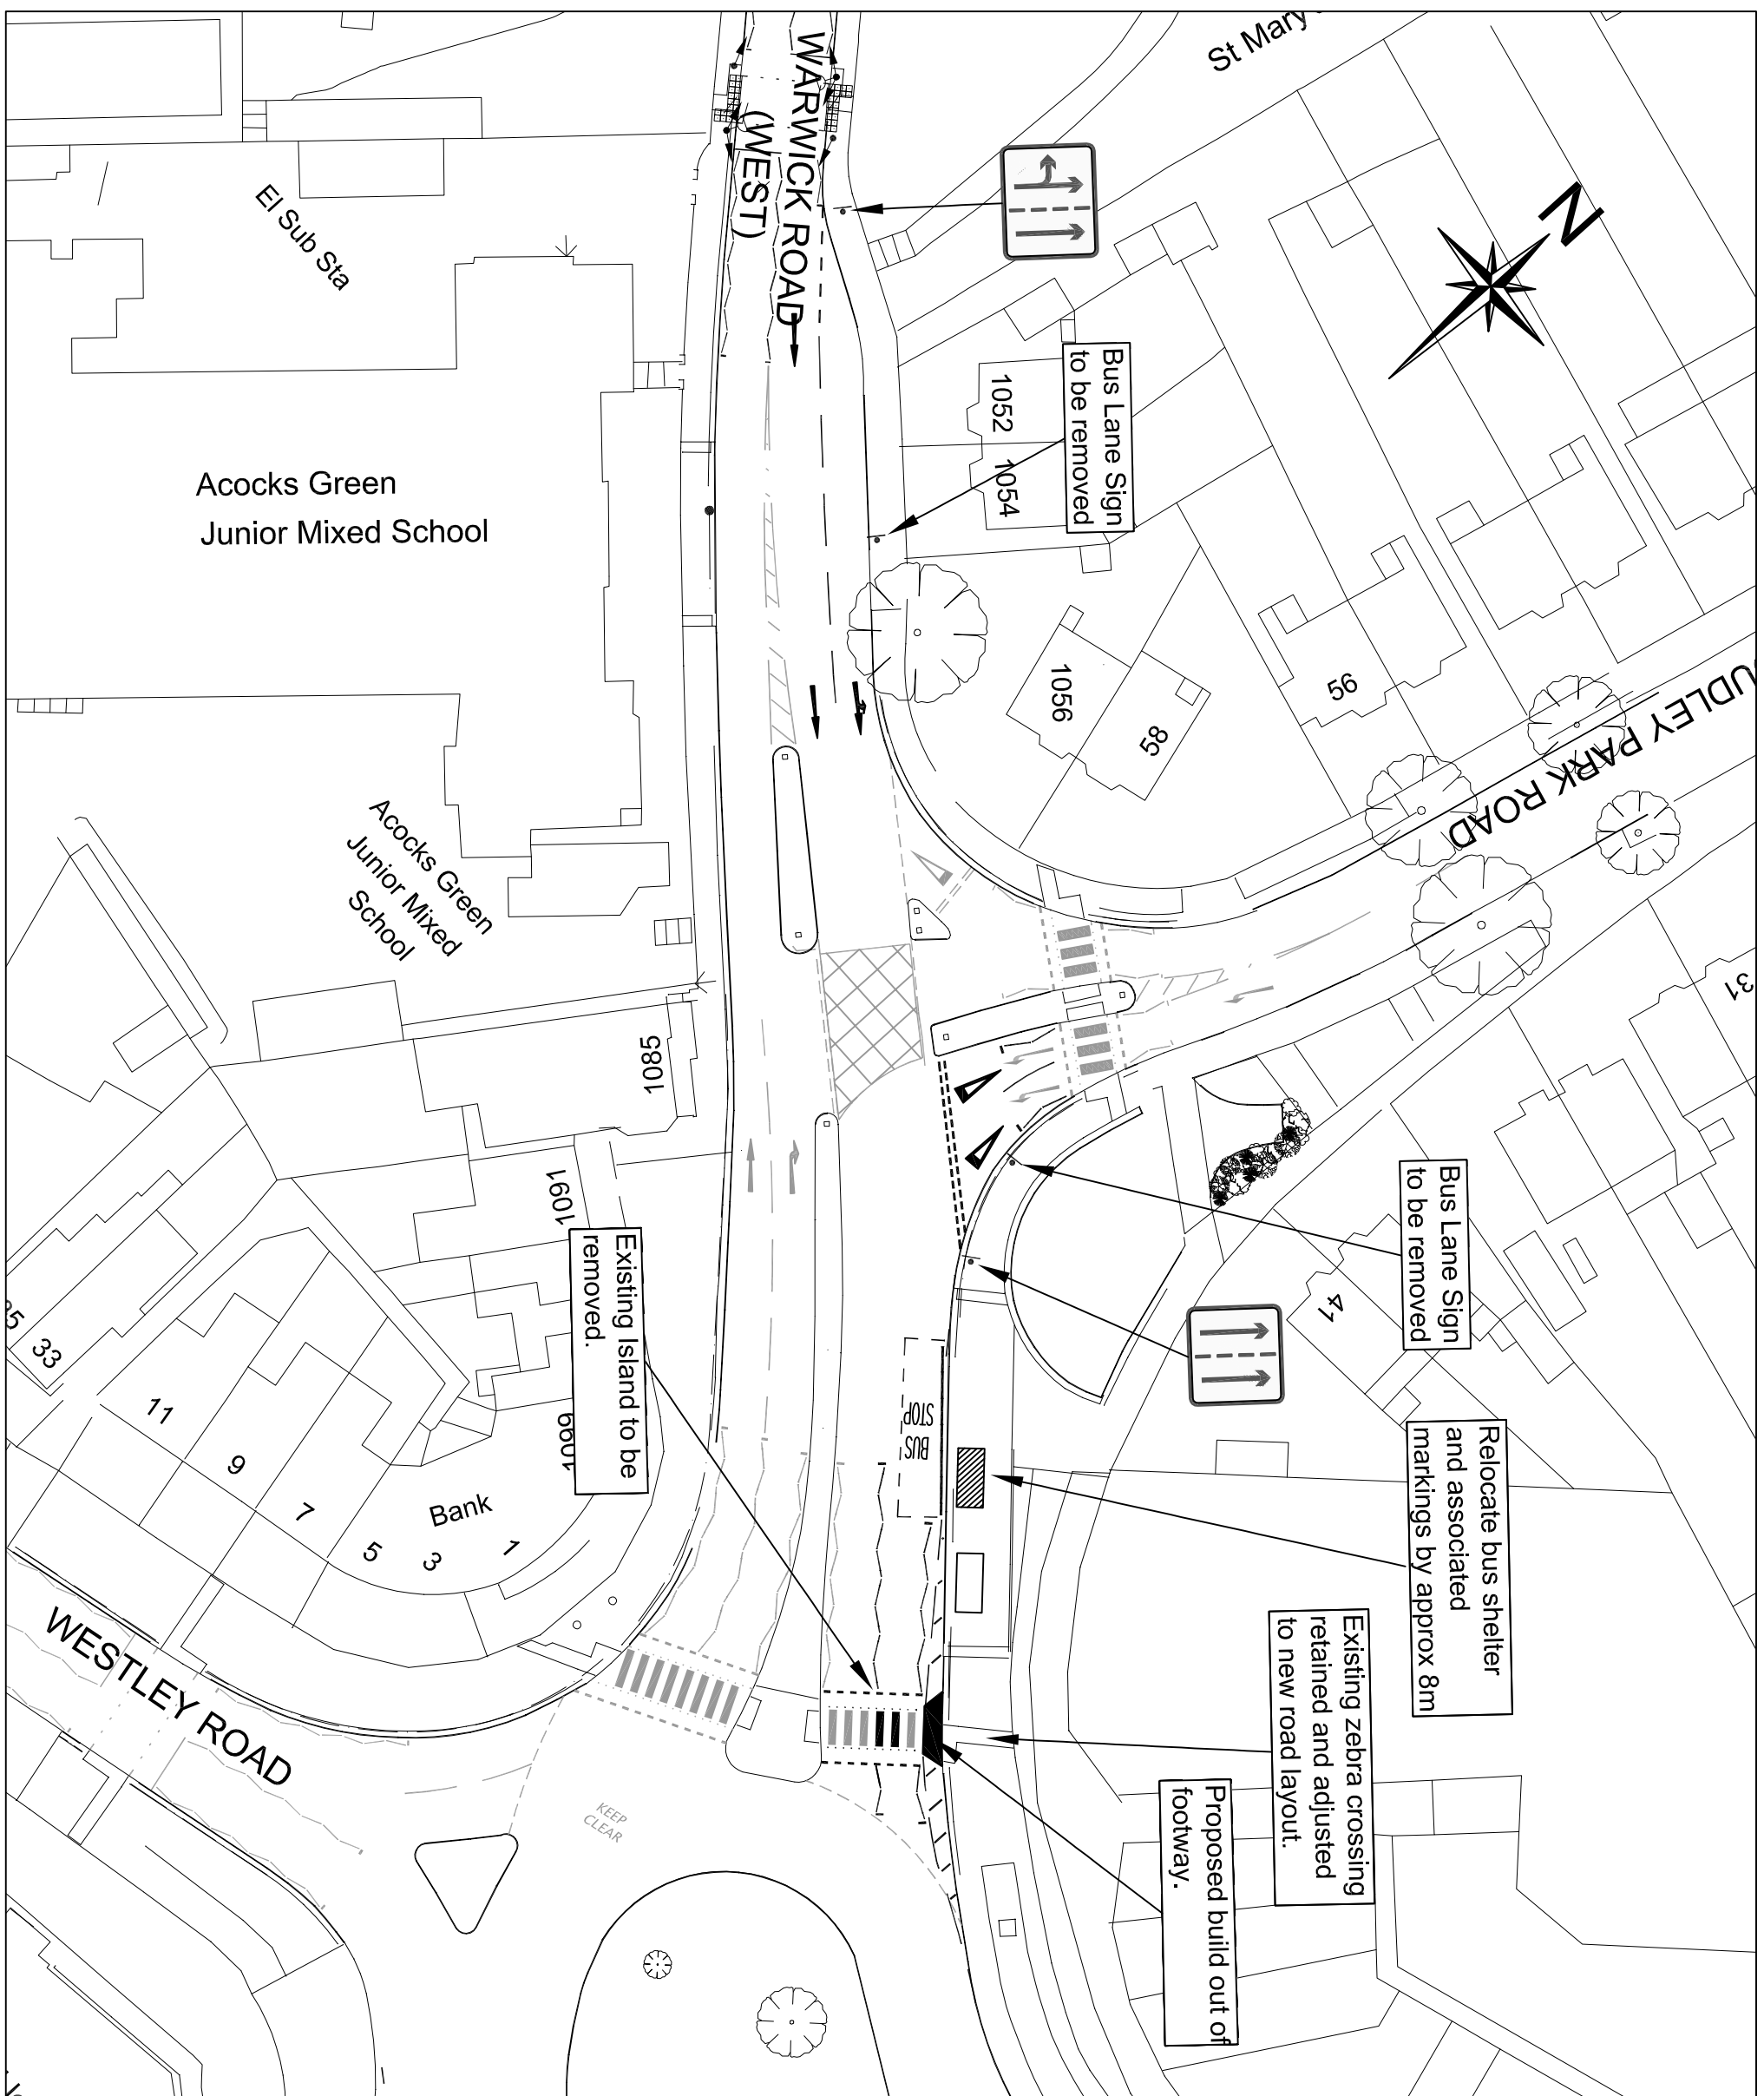 St Mary
WARWICK ROAD
(WEST)
N
El Sub Sta
Bus Lane Sign
to be removed
1052
1054
Acocks Green
Junior Mixed School
1056
58
56
UDLEY PARK ROAD
Acocks Green
Junior Mixed
School
31
1085
1091
Bus Lane Sign
to be removed
41
Existing Island to be
removed.
35
33
11
9
7
5
3
1
Bank
1099
BUS
STOP
Relocate bus shelter
and associated
markings by approx 8m
Existing zebra crossing
retained and adjusted
to new road layout.
WESTLEY ROAD
KEEP
CLEAR
Proposed build out of
footway.